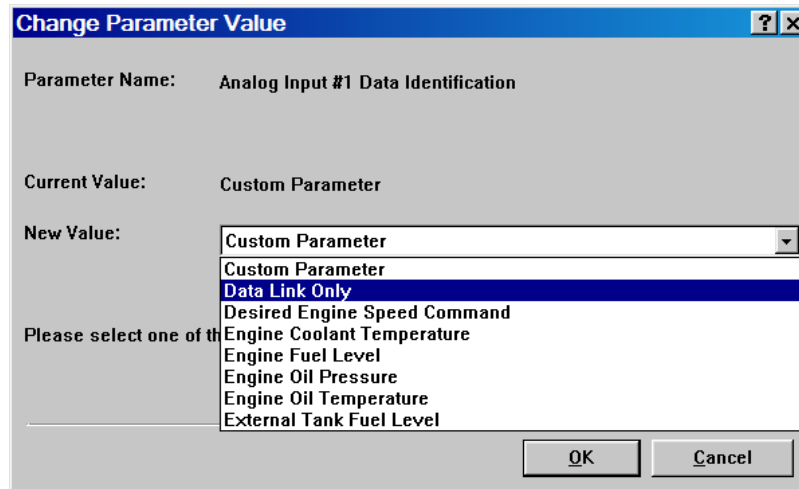 Change Parameter Value
Parameter Name: Analog Input #1 Data Identification
Current Value: Custom Parameter
New Value: Custom Parameter
Custom Parameter
Data Link Only
Desired Engine Speed Command
Please select one of th Engine Coolant Temperature
Engine Fuel Level
Engine Oil Pressure
Engine Oil Temperature
External Tank Fuel Level
OK Cancel